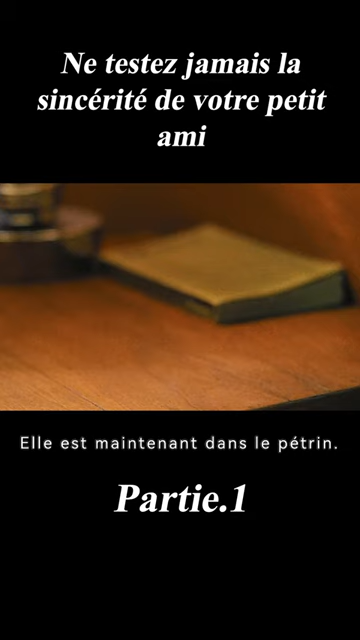 Ne testez jamais la
sincérité de votre petit
ami
Elle est maintenant dans le pétrin.
Partie.1